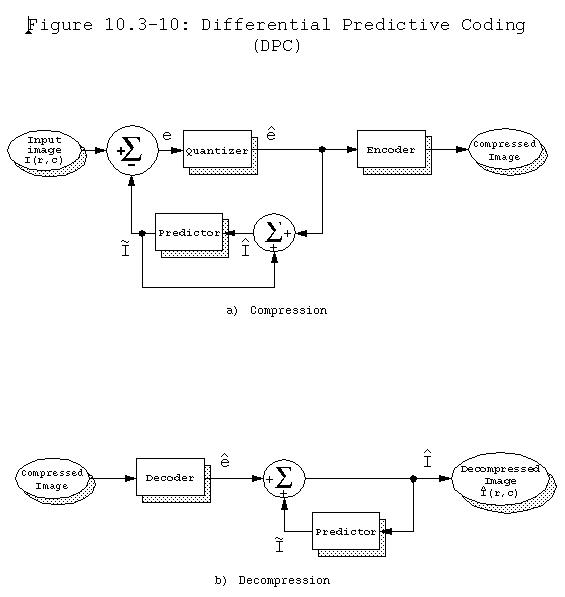 Figure 10.3-10: Differential Predictive Coding
(DPC)
Input
image
I(r,c)
+
Σ
−
e
Quantizer
ê
Encoder
Compressed
Image
Ĩ
Predictor
Î
Σ
+
+
a) Compression
Compressed
Image
Decoder
ê
+
Σ
+
Î
Decompressed
Image
Î(r,c)
Ĩ
Predictor
b) Decompression